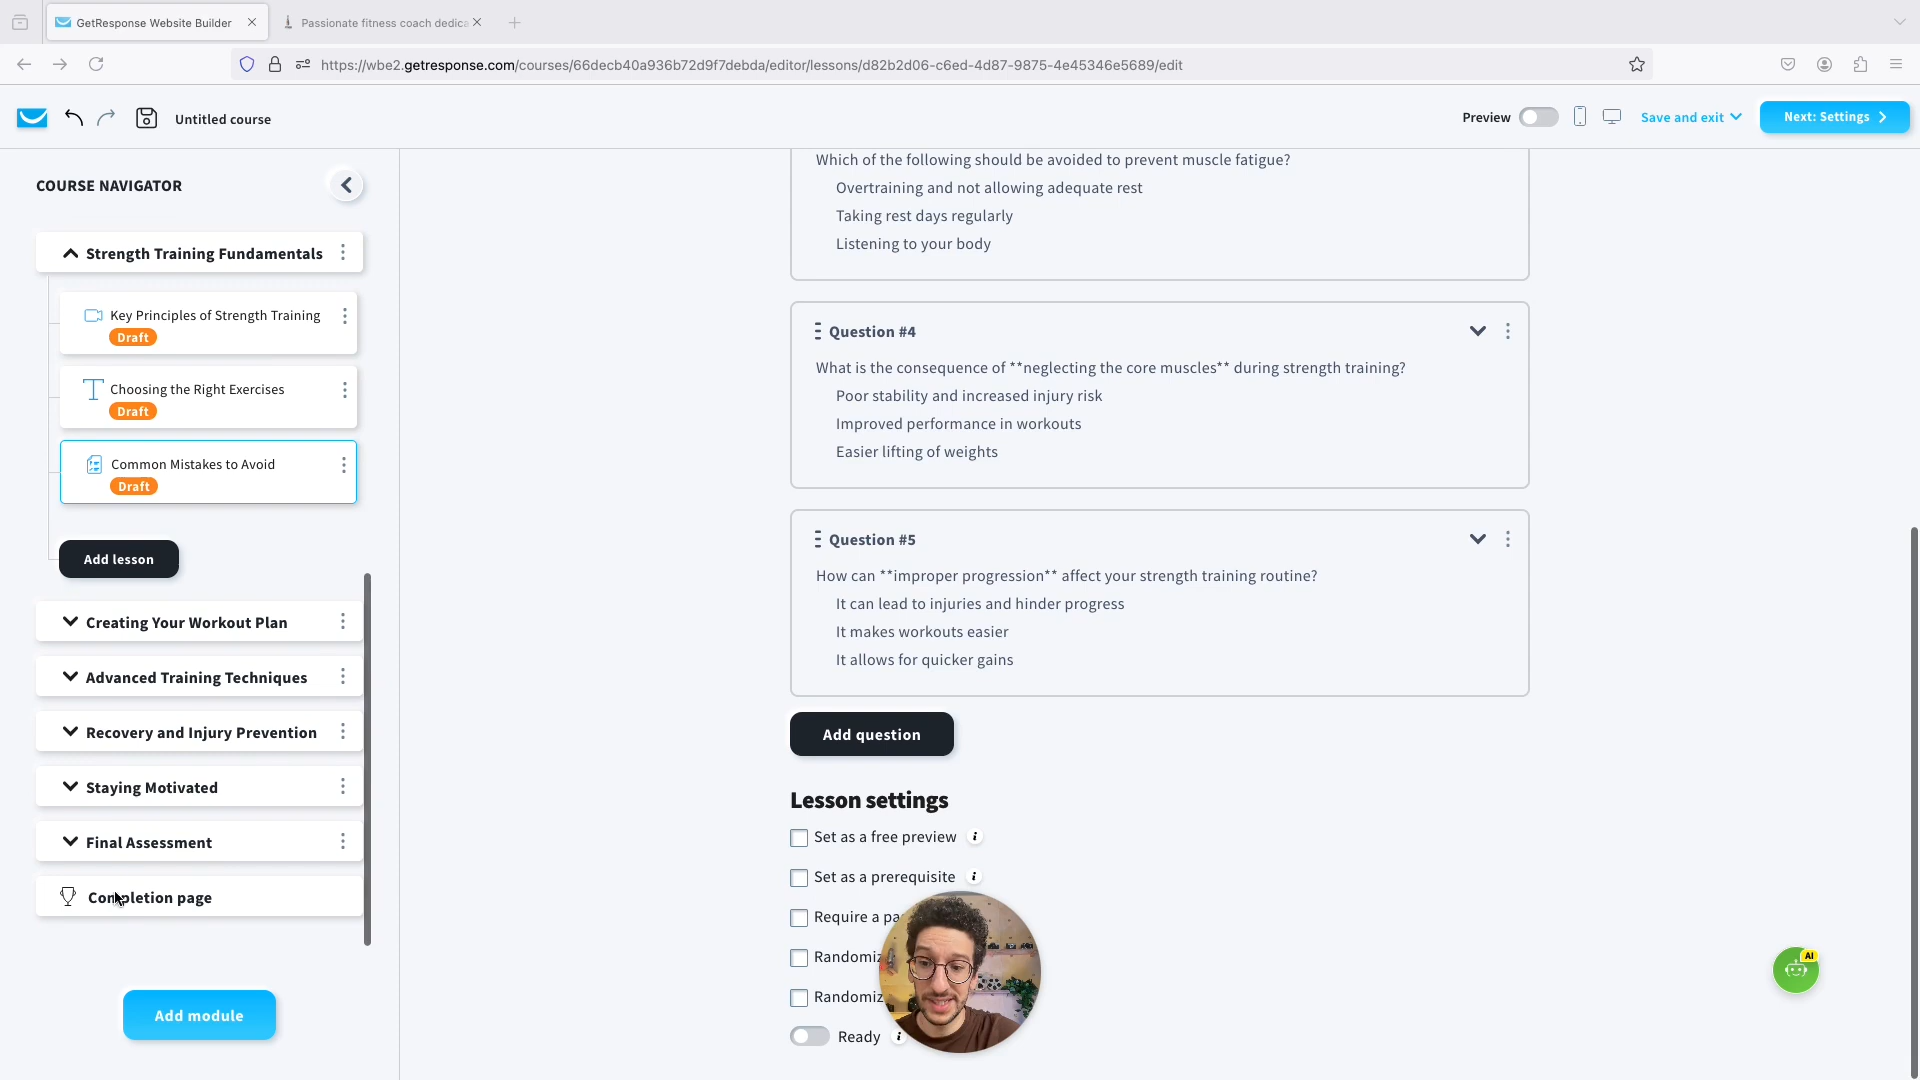 GetResponse Website Builder
Passionate fitness coach dedica
https://wbe2.getresponse.com/courses/66decb40a936b72d9f7debda/editor/lessons/d82b2d06-c6ed-4d87-9875-4e45346e5689/edit
Untitled course
Preview
Save and exit
Next: Settings
COURSE NAVIGATOR
Strength Training Fundamentals
Key Principles of Strength Training
Draft
Choosing the Right Exercises
Draft
Common Mistakes to Avoid
Draft
Add lesson
Creating Your Workout Plan
Advanced Training Techniques
Recovery and Injury Prevention
Staying Motivated
Final Assessment
Completion page
Add module
Which of the following should be avoided to prevent muscle fatigue?
Overtraining and not allowing adequate rest
Taking rest days regularly
Listening to your body
Question #4
What is the consequence of **neglecting the core muscles** during strength training?
Poor stability and increased injury risk
Improved performance in workouts
Easier lifting of weights
Question #5
How can **improper progression** affect your strength training routine?
It can lead to injuries and hinder progress
It makes workouts easier
It allows for quicker gains
Add question
Lesson settings
Set as a free preview
Set as a prerequisite
Require a pa
Randomiz
Randomiz
Ready
AI